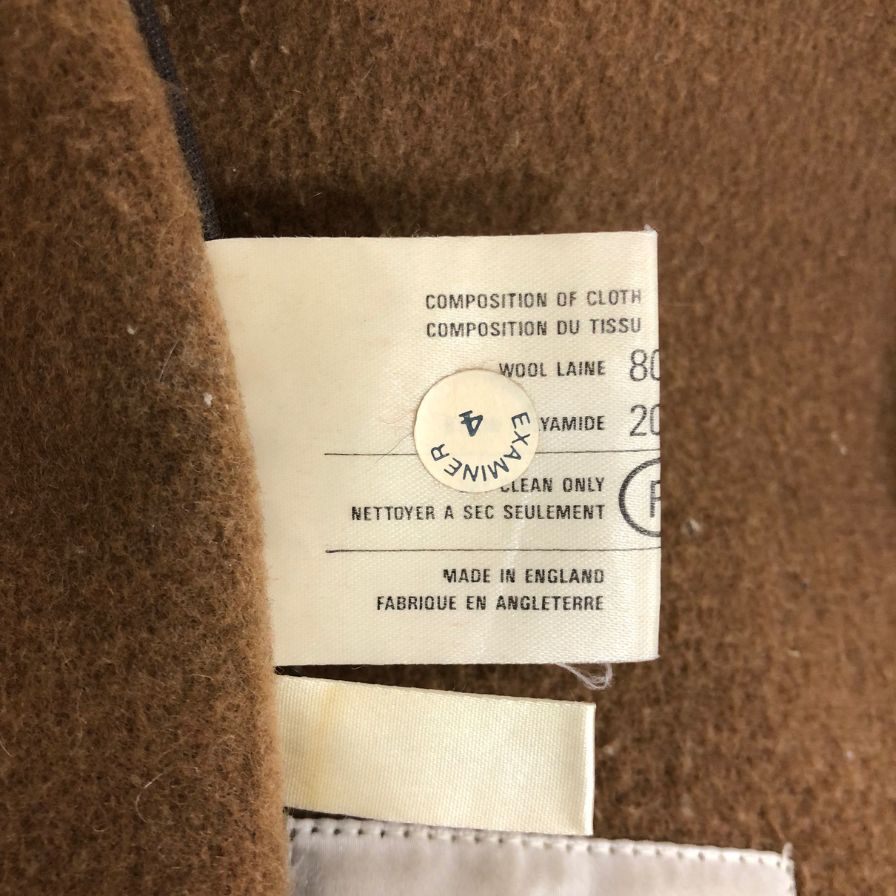 COMPOSITION OF CLOTH
COMPOSITION DU TISSU
WOOL LAINE 80
YAMIDE 20
EXAMINER 4
CLEAN ONLY
NETTOYER A SEC SEULEMENT
MADE IN ENGLAND
FABRIQUE EN ANGLETERRE